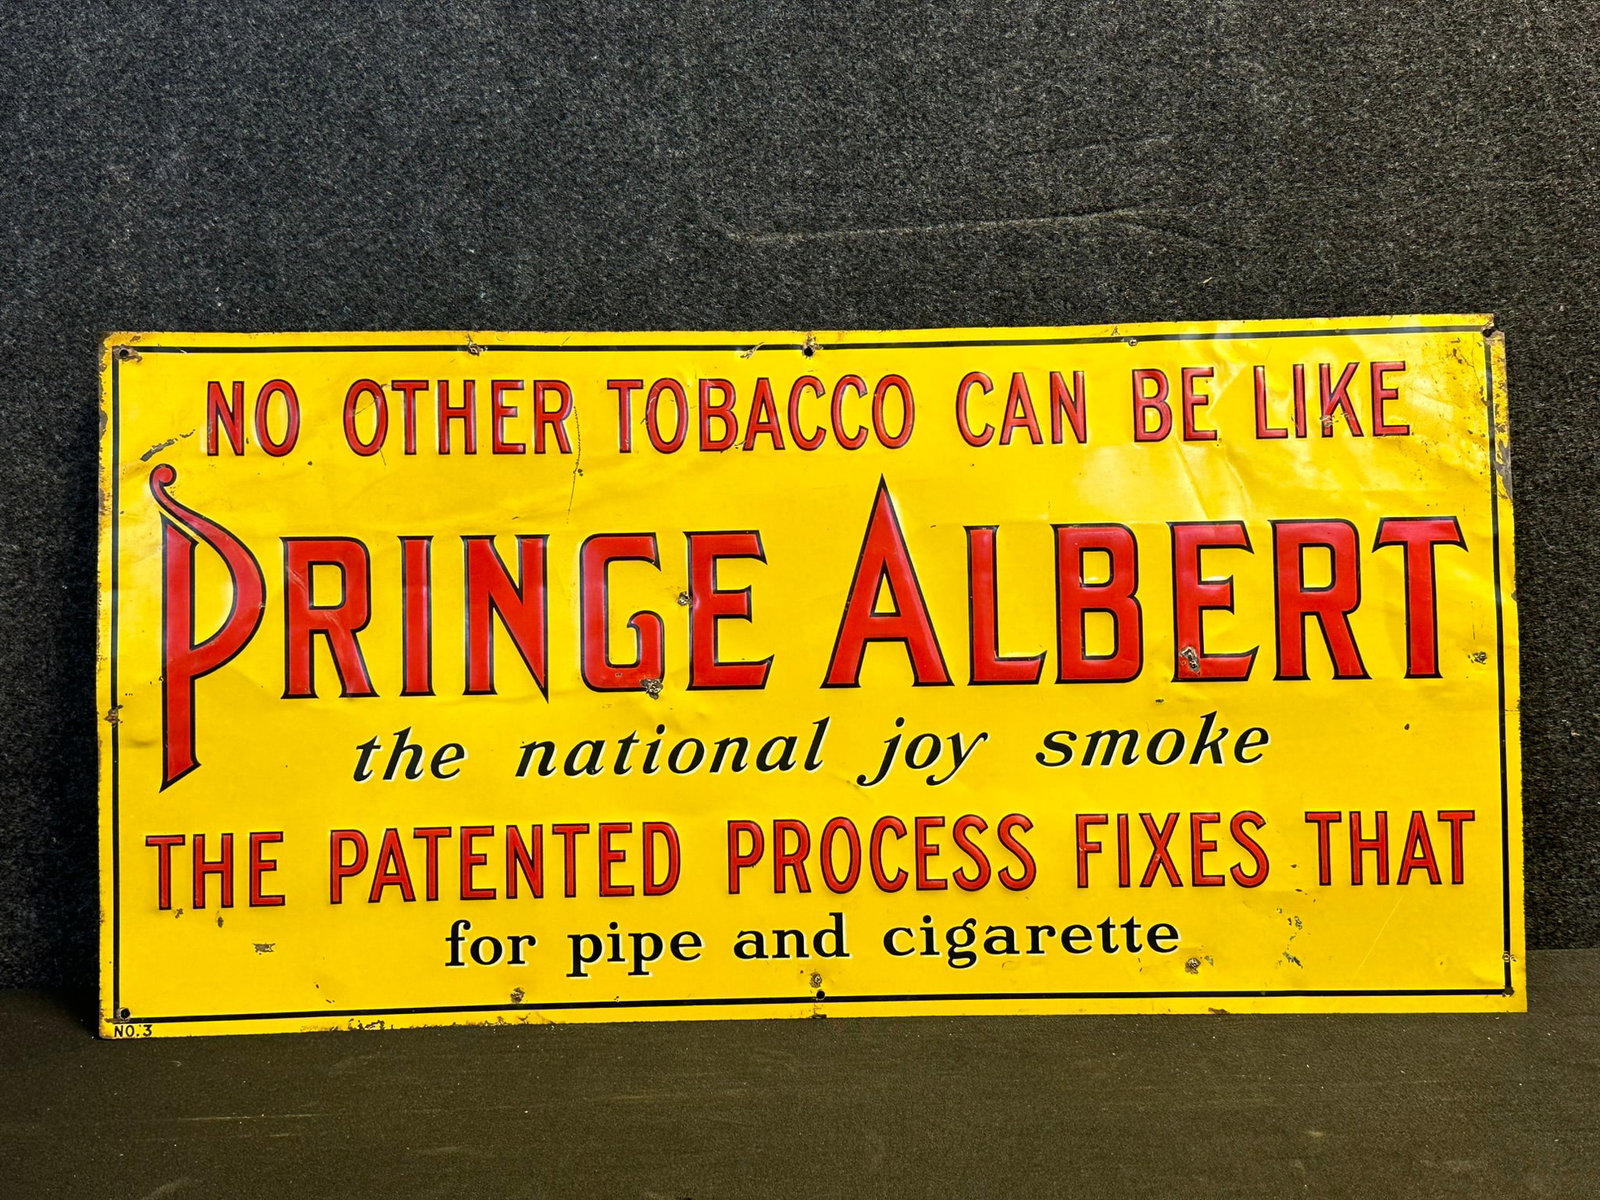 NO OTHER TOBACCO CAN BE LIKE
PRINCE ALBERT
the national joy smoke
THE PATENTED PROCESS FIXES THAT
for pipe and cigarette
NO. 3